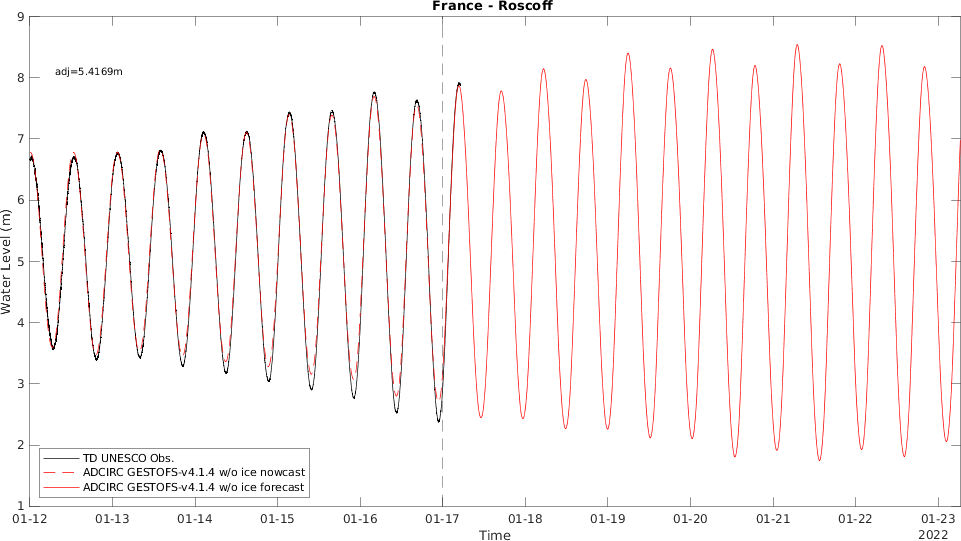 France - Roscoff
9
8
7
6
5
4
3
2
1
Water Level (m)
adj=5.4169m
TD UNESCO Obs.
ADCIRC GESTOFS-v4.1.4 w/o ice nowcast
ADCIRC GESTOFS-v4.1.4 w/o ice forecast
01-12 01-13 01-14 01-15 01-16 01-17 01-18 01-19 01-20 01-21 01-22 01-23
Time
2022